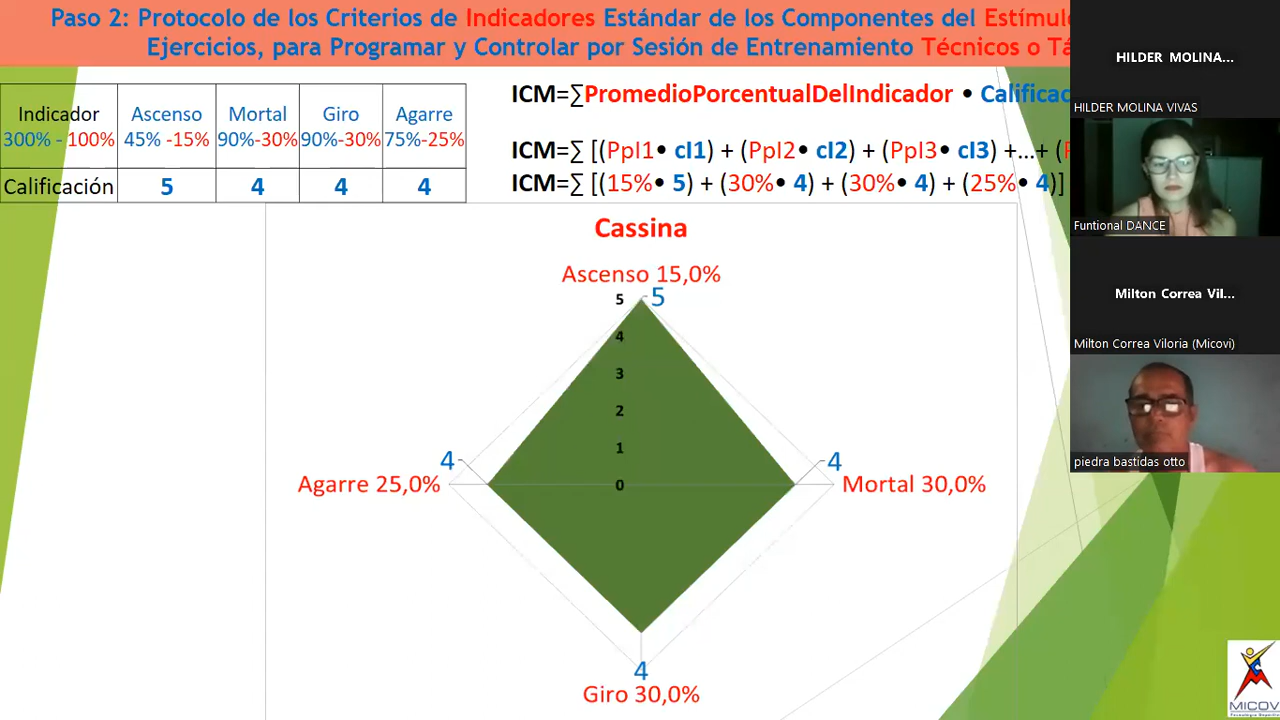 Paso 2: Protocolo de los Criterios de Indicadores Estándar de los Componentes del Estímul
Ejercicios, para Programar y Controlar por Sesión de Entrenamiento Técnicos o Tá
Indicador Ascenso Mortal Giro Agarre
300% - 100% 45% -15% 90%-30% 90%-30% 75%-25%
Calificación 5 4 4 4
ICM=∑PromedioPorcentualDelIndicador • Calificac
ICM=∑ [(PpI1• cI1) + (PpI2• cI2) + (PpI3• cI3) +...+ (
ICM=∑ [(15%• 5) + (30%• 4) + (30%• 4) + (25%• 4)]
Cassina
Ascenso 15,0%
5
5
4
3
2
1
0
4
Agarre 25,0%
4
Mortal 30,0%
4
Giro 30,0%
HILDER MOLINA...
HILDER MOLINA VIVAS
Funtional DANCE
Milton Correa Vil...
Milton Correa Viloria (Micovi)
piedra bastidas otto
MICOV